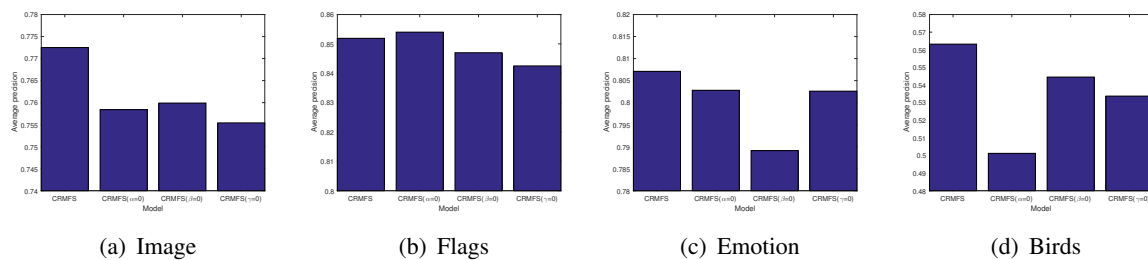 0.78
0.775
0.77
0.765
0.76
0.755
0.75
0.745
0.74
Average precision
CRMFS CRMFS(α=0) CRMFS(β=0) CRMFS(γ=0)
Model
(a) Image
0.86
0.85
0.84
0.83
0.82
0.81
0.8
Average precision
CRMFS CRMFS(α=0) CRMFS(β=0) CRMFS(γ=0)
Model
(b) Flags
0.82
0.815
0.81
0.805
0.8
0.795
0.79
0.785
0.78
Average precision
CRMFS CRMFS(α=0) CRMFS(β=0) CRMFS(γ=0)
Model
(c) Emotion
0.58
0.57
0.56
0.55
0.54
0.53
0.52
0.51
0.5
0.49
0.48
Average precision
CRMFS CRMFS(α=0) CRMFS(β=0) CRMFS(γ=0)
Model
(d) Birds